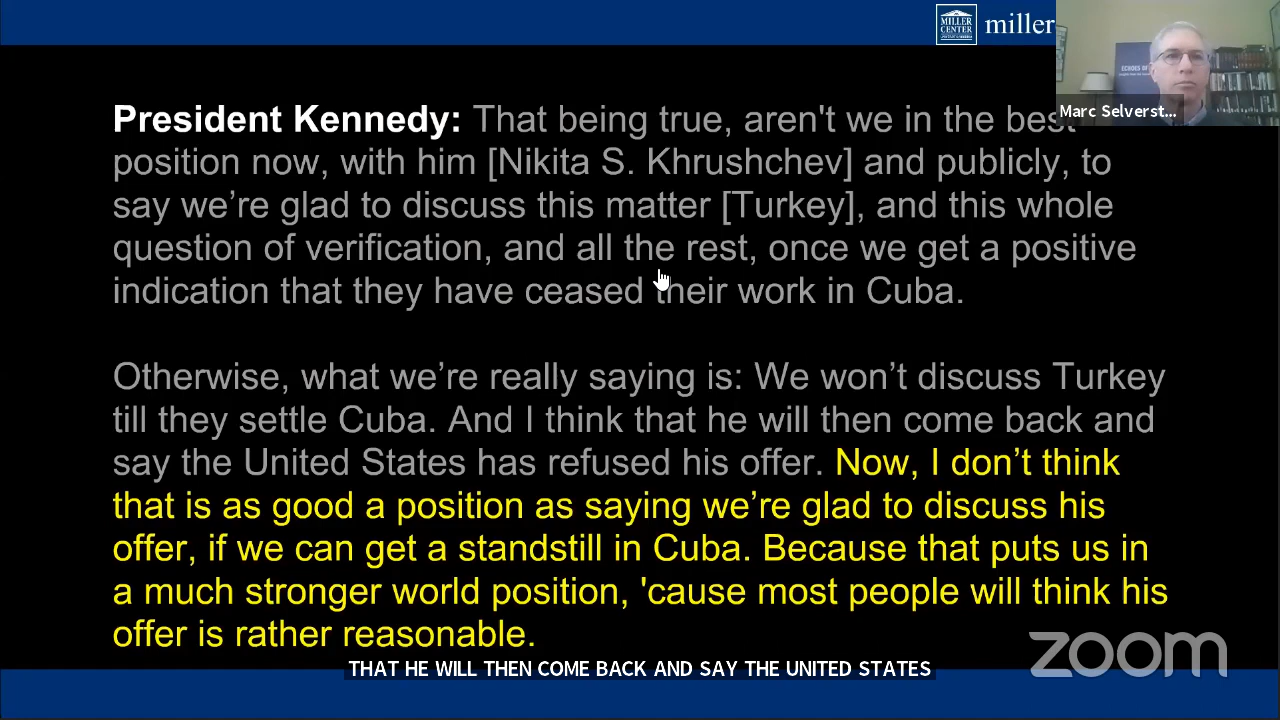 MILLER
CENTER
miller
ECHOES OF
Marc Selverst...
President Kennedy: That being true, aren't we in the best
position now, with him [Nikita S. Khrushchev] and publicly, to
say we’re glad to discuss this matter [Turkey], and this whole
question of verification, and all the rest, once we get a positive
indication that they have ceased their work in Cuba.
Otherwise, what we’re really saying is: We won’t discuss Turkey
till they settle Cuba. And I think that he will then come back and
say the United States has refused his offer. Now, I don’t think
that is as good a position as saying we’re glad to discuss his
offer, if we can get a standstill in Cuba. Because that puts us in
a much stronger world position, 'cause most people will think his
offer is rather reasonable.
zoom
THAT HE WILL THEN COME BACK AND SAY THE UNITED STATES